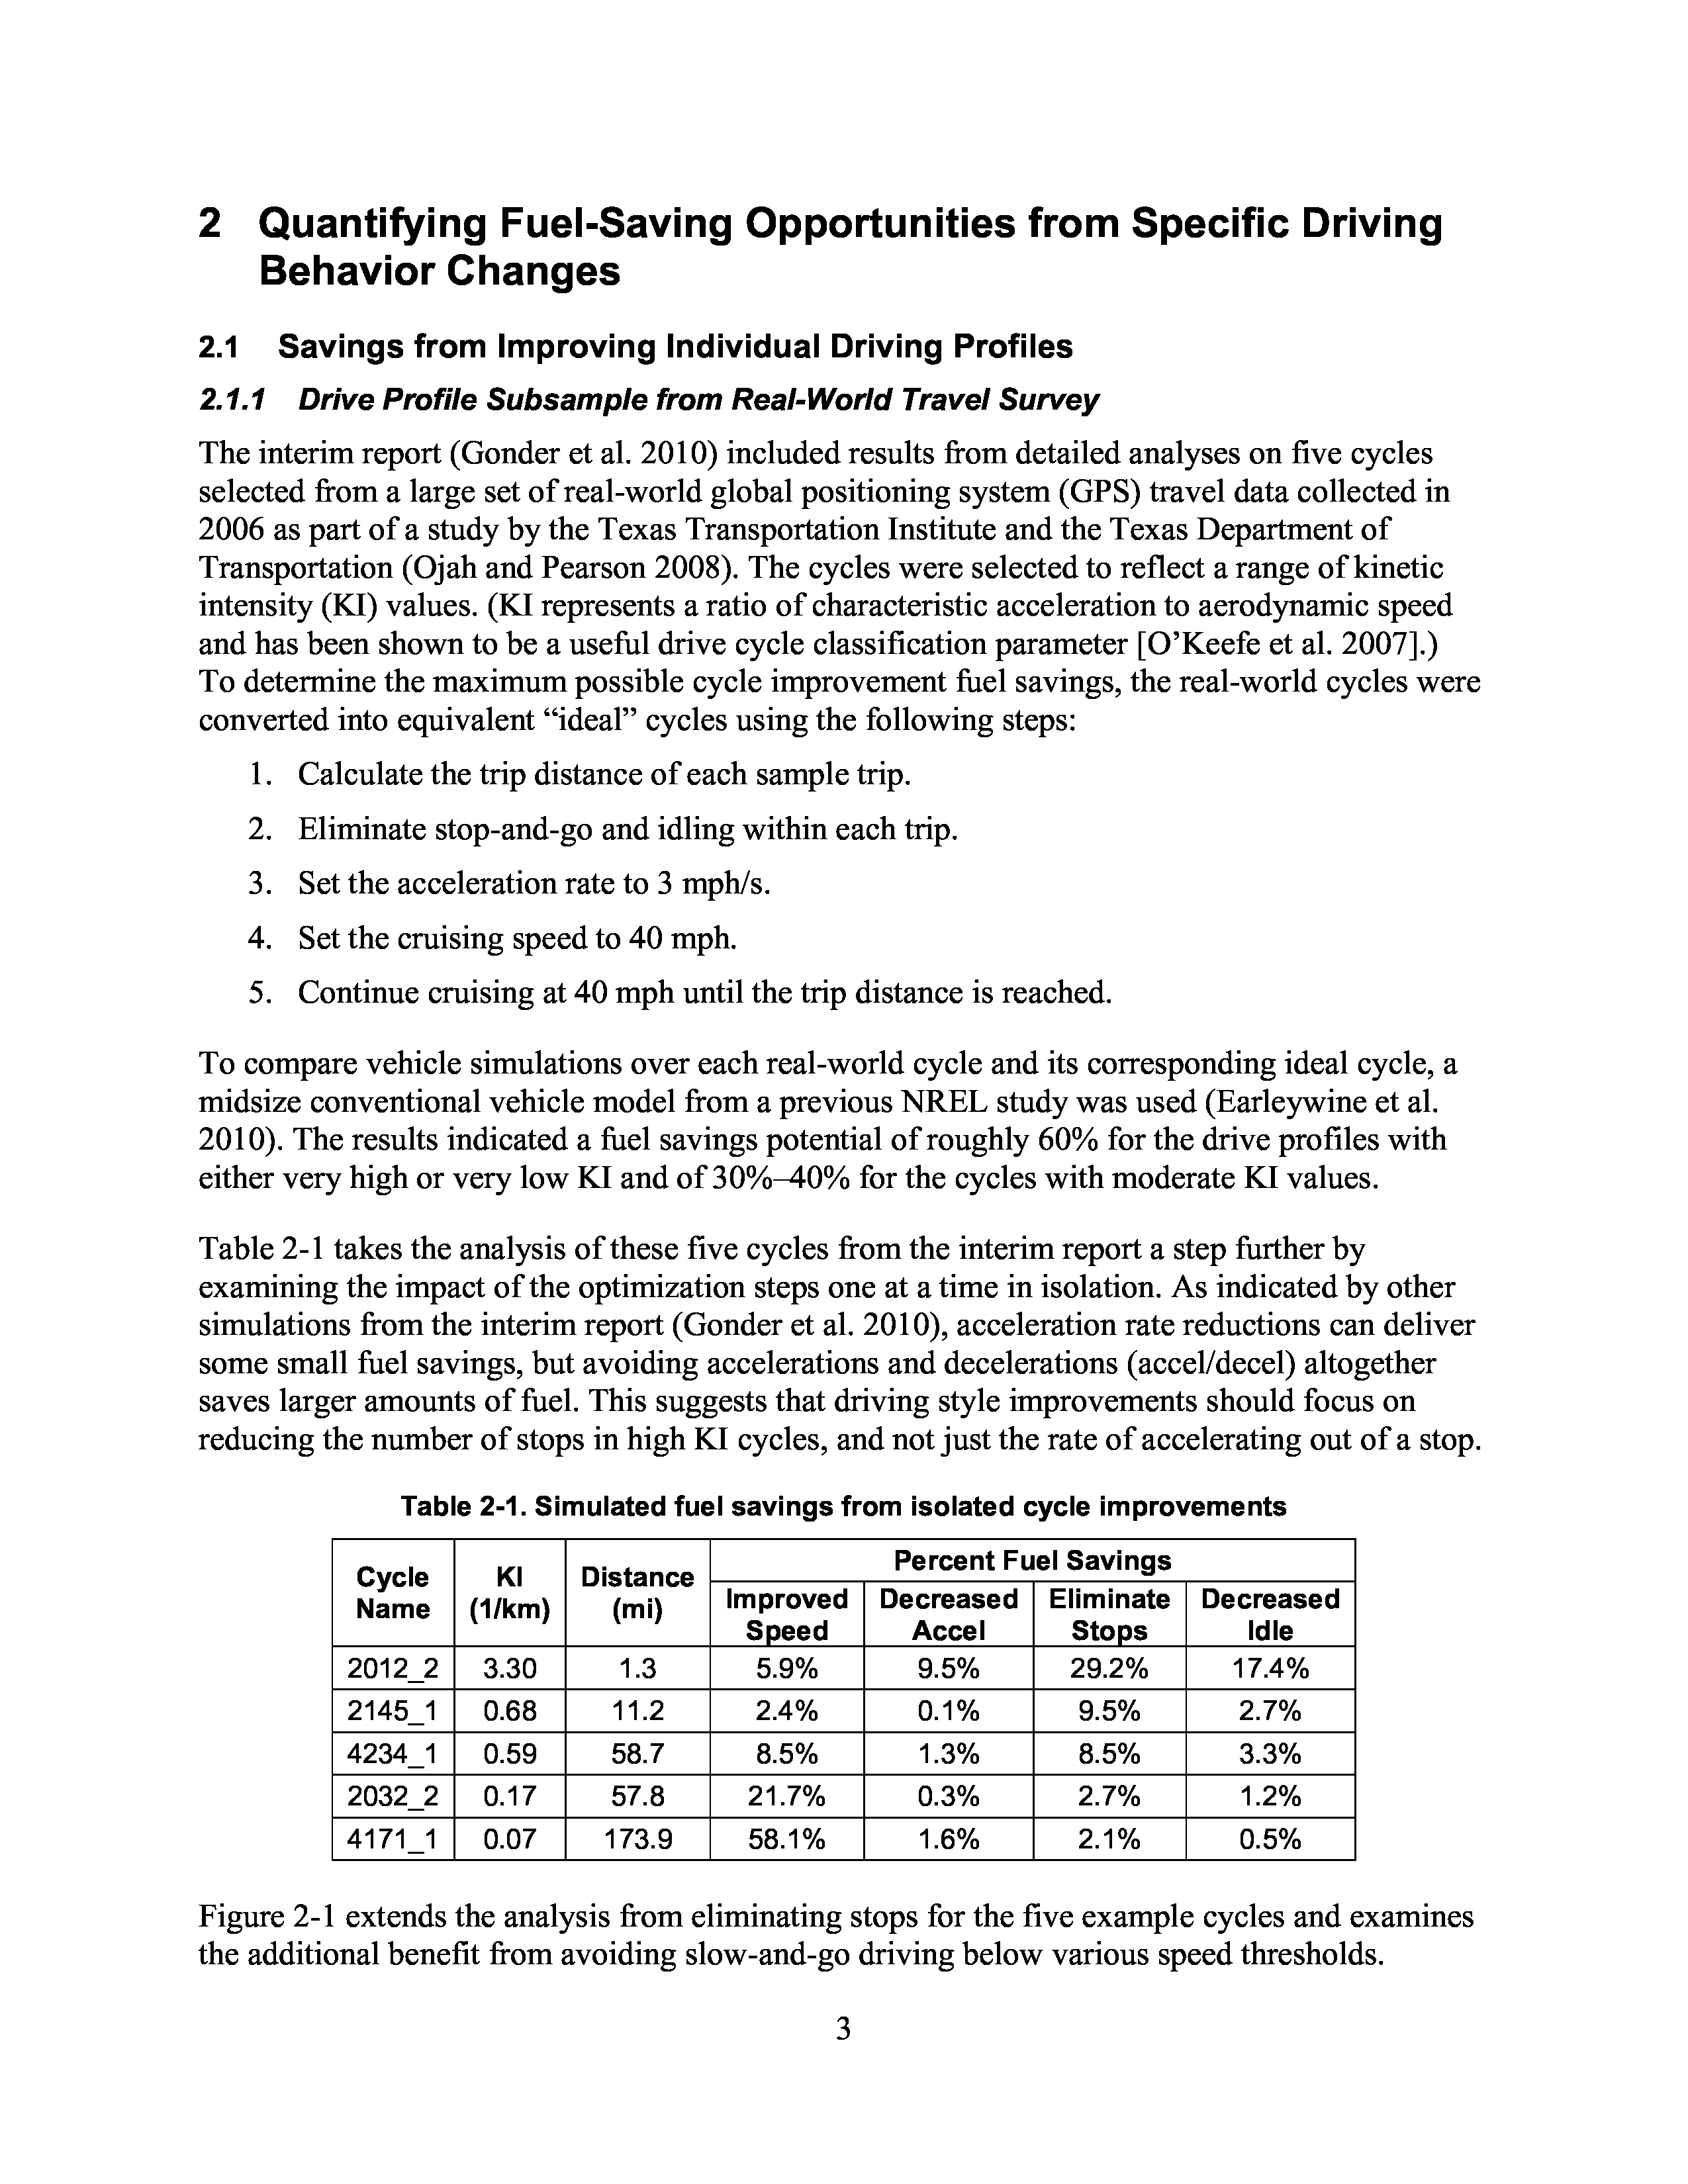 2 Quantifying Fuel-Saving Opportunities from Specific Driving
Behavior Changes
2.1 Savings from Improving Individual Driving Profiles
2.1.1 Drive Profile Subsample from Real-World Travel Survey
The interim report (Gonder et al. 2010) included results from detailed analyses on five cycles
selected from a large set of real-world global positioning system (GPS) travel data collected in
2006 as part of a study by the Texas Transportation Institute and the Texas Department of
Transportation (Ojah and Pearson 2008). The cycles were selected to reflect a range of kinetic
intensity (KI) values. (KI represents a ratio of characteristic acceleration to aerodynamic speed
and has been shown to be a useful drive cycle classification parameter [O’Keefe et al. 2007].)
To determine the maximum possible cycle improvement fuel savings, the real-world cycles were
converted into equivalent “ideal” cycles using the following steps:
1. Calculate the trip distance of each sample trip.
2. Eliminate stop-and-go and idling within each trip.
3. Set the acceleration rate to 3 mph/s.
4. Set the cruising speed to 40 mph.
5. Continue cruising at 40 mph until the trip distance is reached.
To compare vehicle simulations over each real-world cycle and its corresponding ideal cycle, a
midsize conventional vehicle model from a previous NREL study was used (Earleywine et al.
2010). The results indicated a fuel savings potential of roughly 60% for the drive profiles with
either very high or very low KI and of 30%–40% for the cycles with moderate KI values.
Table 2-1 takes the analysis of these five cycles from the interim report a step further by
examining the impact of the optimization steps one at a time in isolation. As indicated by other
simulations from the interim report (Gonder et al. 2010), acceleration rate reductions can deliver
some small fuel savings, but avoiding accelerations and decelerations (accel/decel) altogether
saves larger amounts of fuel. This suggests that driving style improvements should focus on
reducing the number of stops in high KI cycles, and not just the rate of accelerating out of a stop.
Table 2-1. Simulated fuel savings from isolated cycle improvements
Cycle Name KI (1/km) Distance (mi) Percent Fuel Savings
Improved Speed Decreased Accel Eliminate Stops Decreased Idle
2012_2 3.30 1.3 5.9% 9.5% 29.2% 17.4%
2145_1 0.68 11.2 2.4% 0.1% 9.5% 2.7%
4234_1 0.59 58.7 8.5% 1.3% 8.5% 3.3%
2032_2 0.17 57.8 21.7% 0.3% 2.7% 1.2%
4171_1 0.07 173.9 58.1% 1.6% 2.1% 0.5%
Figure 2-1 extends the analysis from eliminating stops for the five example cycles and examines
the additional benefit from avoiding slow-and-go driving below various speed thresholds.
3